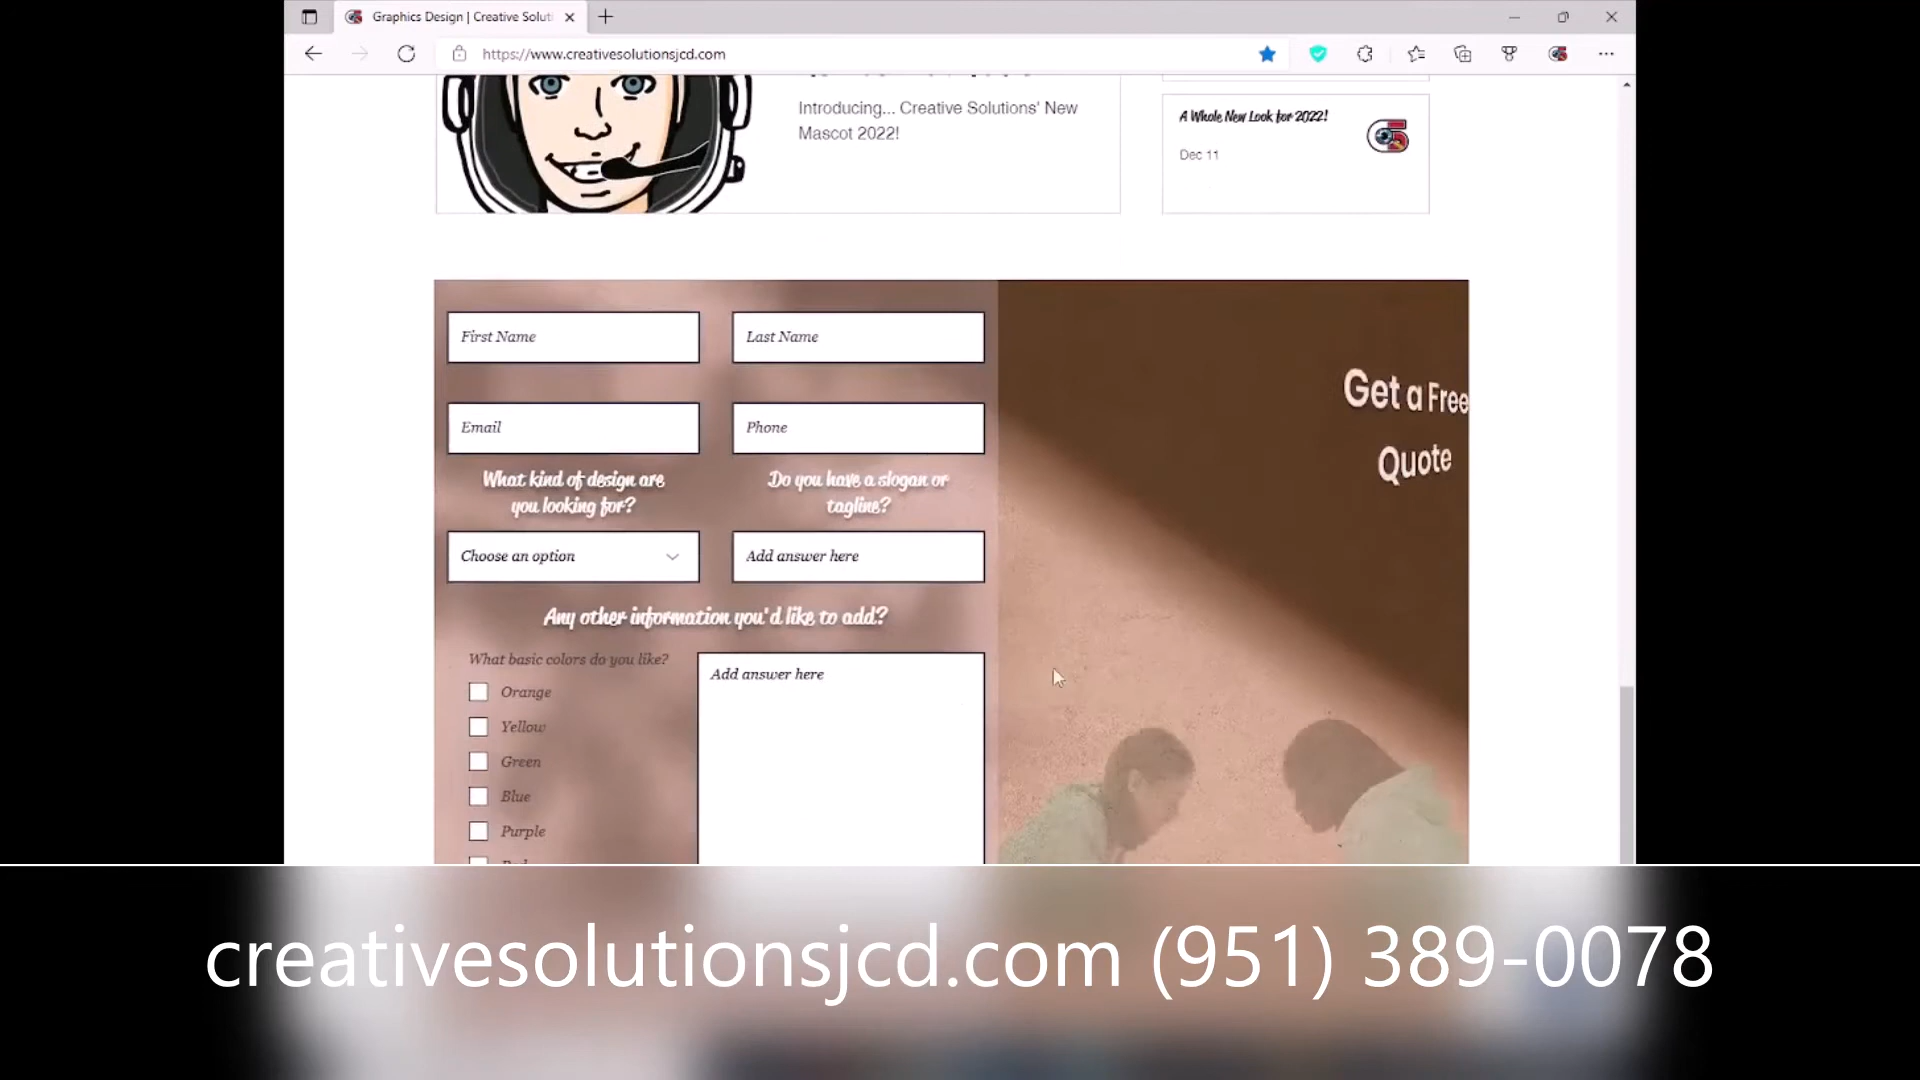 Graphics Design | Creative Soluti
https://www.creativesolutionsjcd.com
Introducing... Creative Solutions' New
Mascot 2022!
A Whole New Look for 2022!
Dec 11
First Name
Last Name
Get a Free
Quote
Email
Phone
What kind of design are
you looking for?
Do you have a slogan or
tagline?
Choose an option
Add answer here
Any other information you'd like to add?
What basic colors do you like?
Add answer here
Orange
Yellow
Green
Blue
Purple
creativesolutionsjcd.com (951) 389-0078